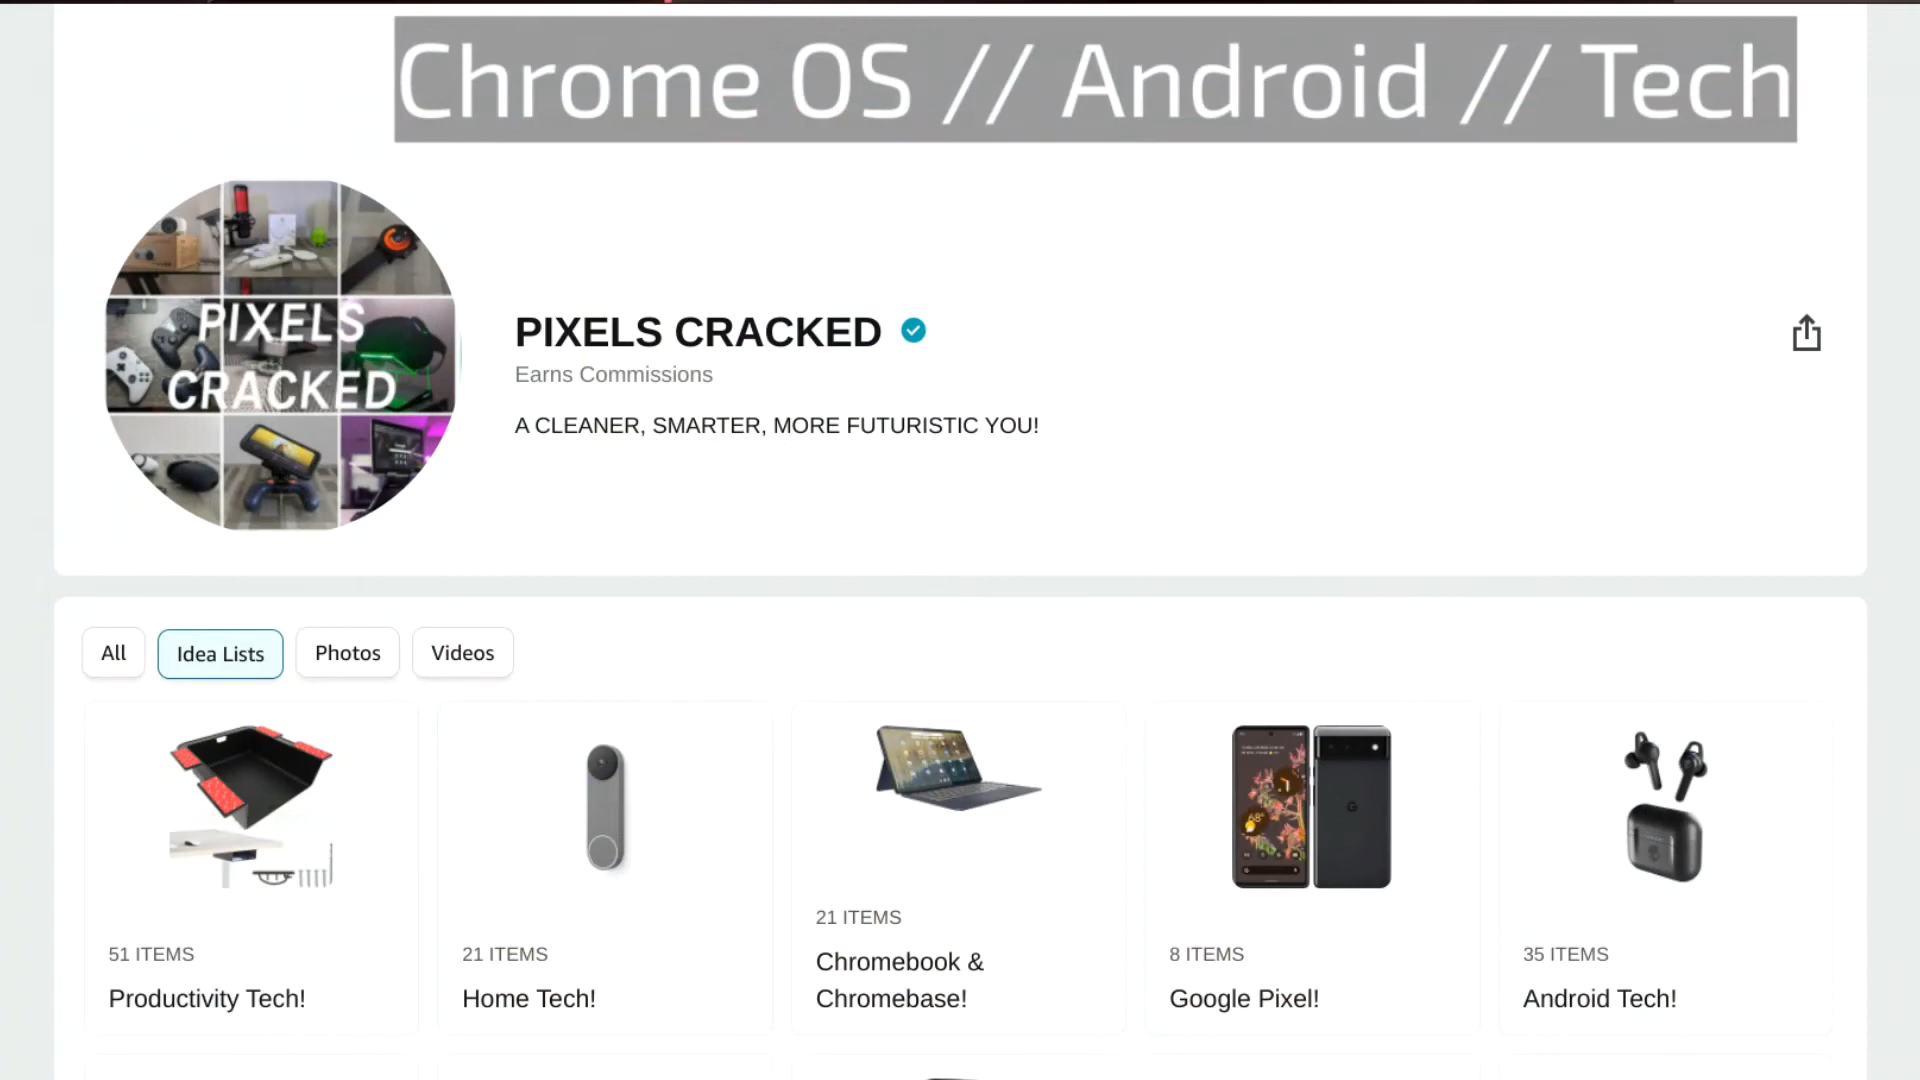 Chrome OS // Android // Tech
PIXELS
CRACKED
PIXELS CRACKED
Earns Commissions
A CLEANER, SMARTER, MORE FUTURISTIC YOU!
All
Idea Lists
Photos
Videos
51 ITEMS
Productivity Tech!
21 ITEMS
Home Tech!
21 ITEMS
Chromebook &
Chromebase!
8 ITEMS
Google Pixel!
35 ITEMS
Android Tech!